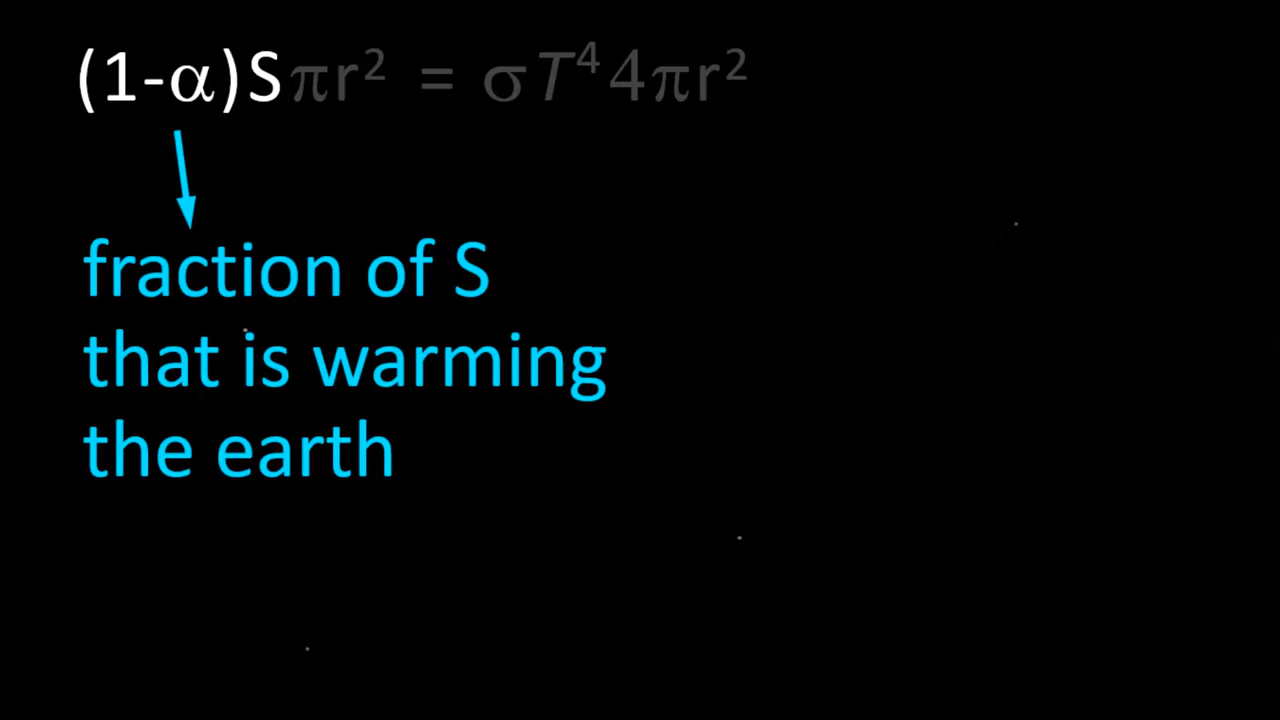 (1-α)Sπr² = σT⁴4πr²
fraction of S
that is warming
the earth